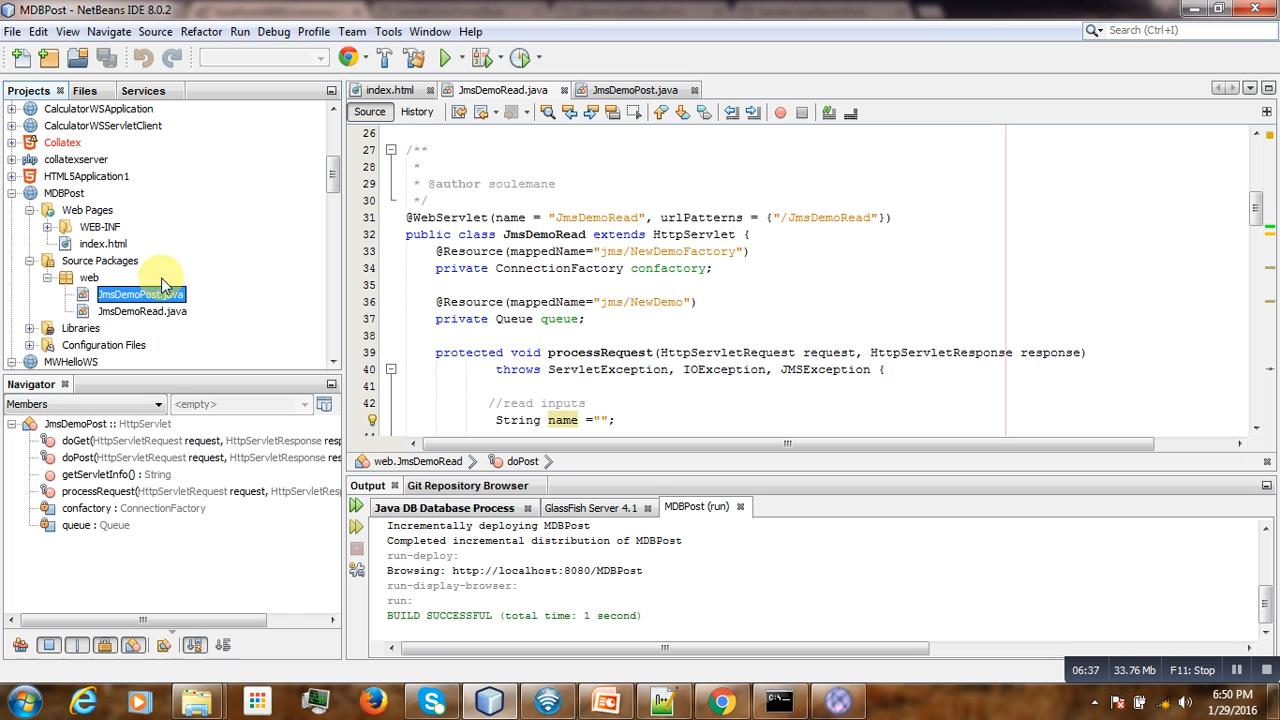 MDBPost - NetBeans IDE 8.0.2
File Edit View Navigate Source Refactor Run Debug Profile Team Tools Window Help
Search (Ctrl+I)
Projects Files Services
index.html JmsDemoRead.java JmsDemoPost.java
Source History
CalculatorWSApplication
CalculatorWSServletClient
Collatex
collatexserver
HTML5Application1
MDBPost
Web Pages
WEB-INF
index.html
Source Packages
web
JmsDemoPost.java
JmsDemoRead.java
Libraries
Configuration Files
MWHelloWS
26
27 /**
28 *
29 * @author soulemane
30 */
31 @WebServlet(name = "JmsDemoRead", urlPatterns = {"/JmsDemoRead"})
32 public class JmsDemoRead extends HttpServlet {
33 @Resource(mappedName="jms/NewDemoFactory")
34 private ConnectionFactory confactory;
35
36 @Resource(mappedName="jms/NewDemo")
37 private Queue queue;
38
39 protected void processRequest(HttpServletRequest request, HttpServletResponse response)
40 throws ServletException, IOException, JMSException {
41
42 //read inputs
String name ="";
web.JmsDemoRead doPost
Navigator
Members <empty>
JmsDemoPost :: HttpServlet
doGet(HttpServletRequest request, HttpServletResponse response)
doPost(HttpServletRequest request, HttpServletResponse res
getServletInfo() : String
processRequest(HttpServletRequest request, HttpServletResp
confactory : ConnectionFactory
queue : Queue
Output Git Repository Browser
Java DB Database Process GlassFish Server 4.1 MDBPost (run)
Incrementally deploying MDBPost
Completed incremental distribution of MDBPost
run-deploy:
Browsing: http://localhost:8080/MDBPost
run-display-browser:
run:
BUILD SUCCESSFUL (total time: 1 second)
06:37 33.76 Mb F11: Stop
6:50 PM
1/29/2016